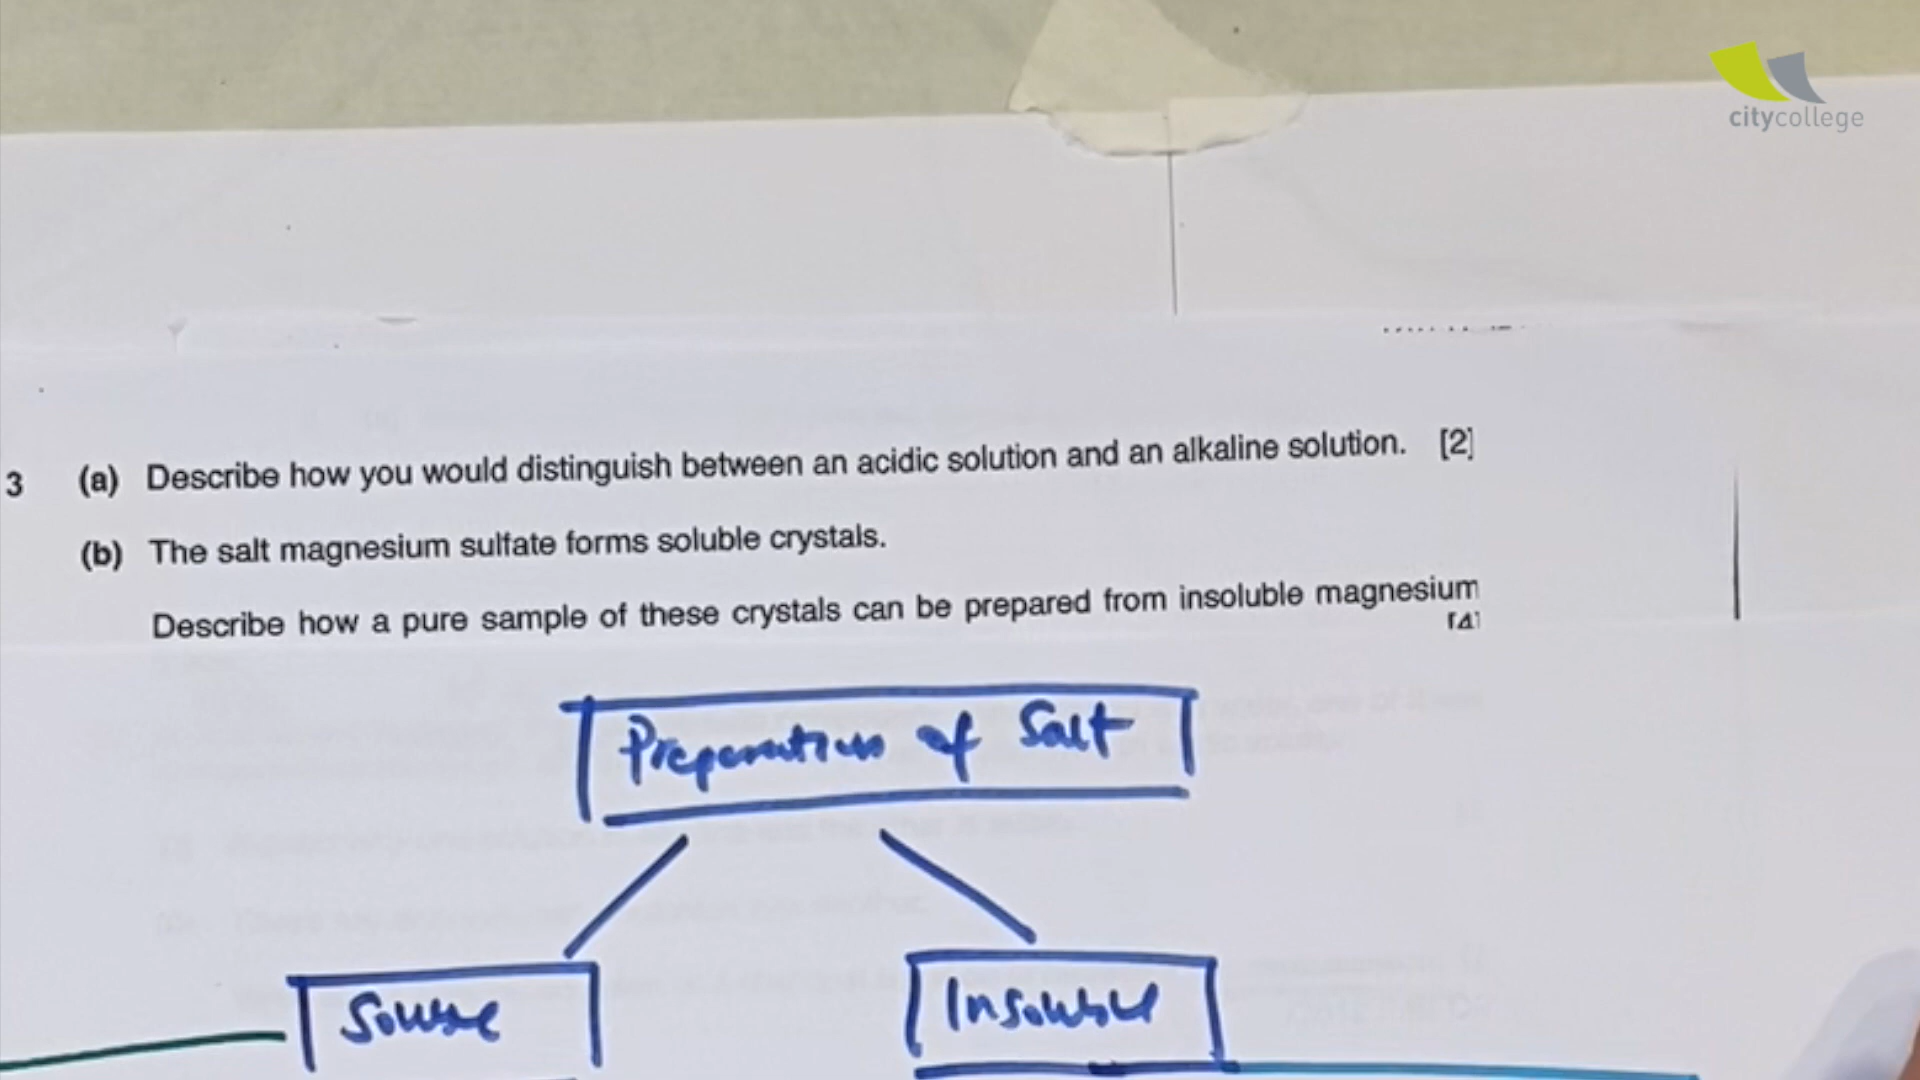 citycollege
3 (a) Describe how you would distinguish between an acidic solution and an alkaline solution. [2]
(b) The salt magnesium sulfate forms soluble crystals.
Describe how a pure sample of these crystals can be prepared from insoluble magnesium
[4]
Preparation of Salt
Soluble
Insoluble